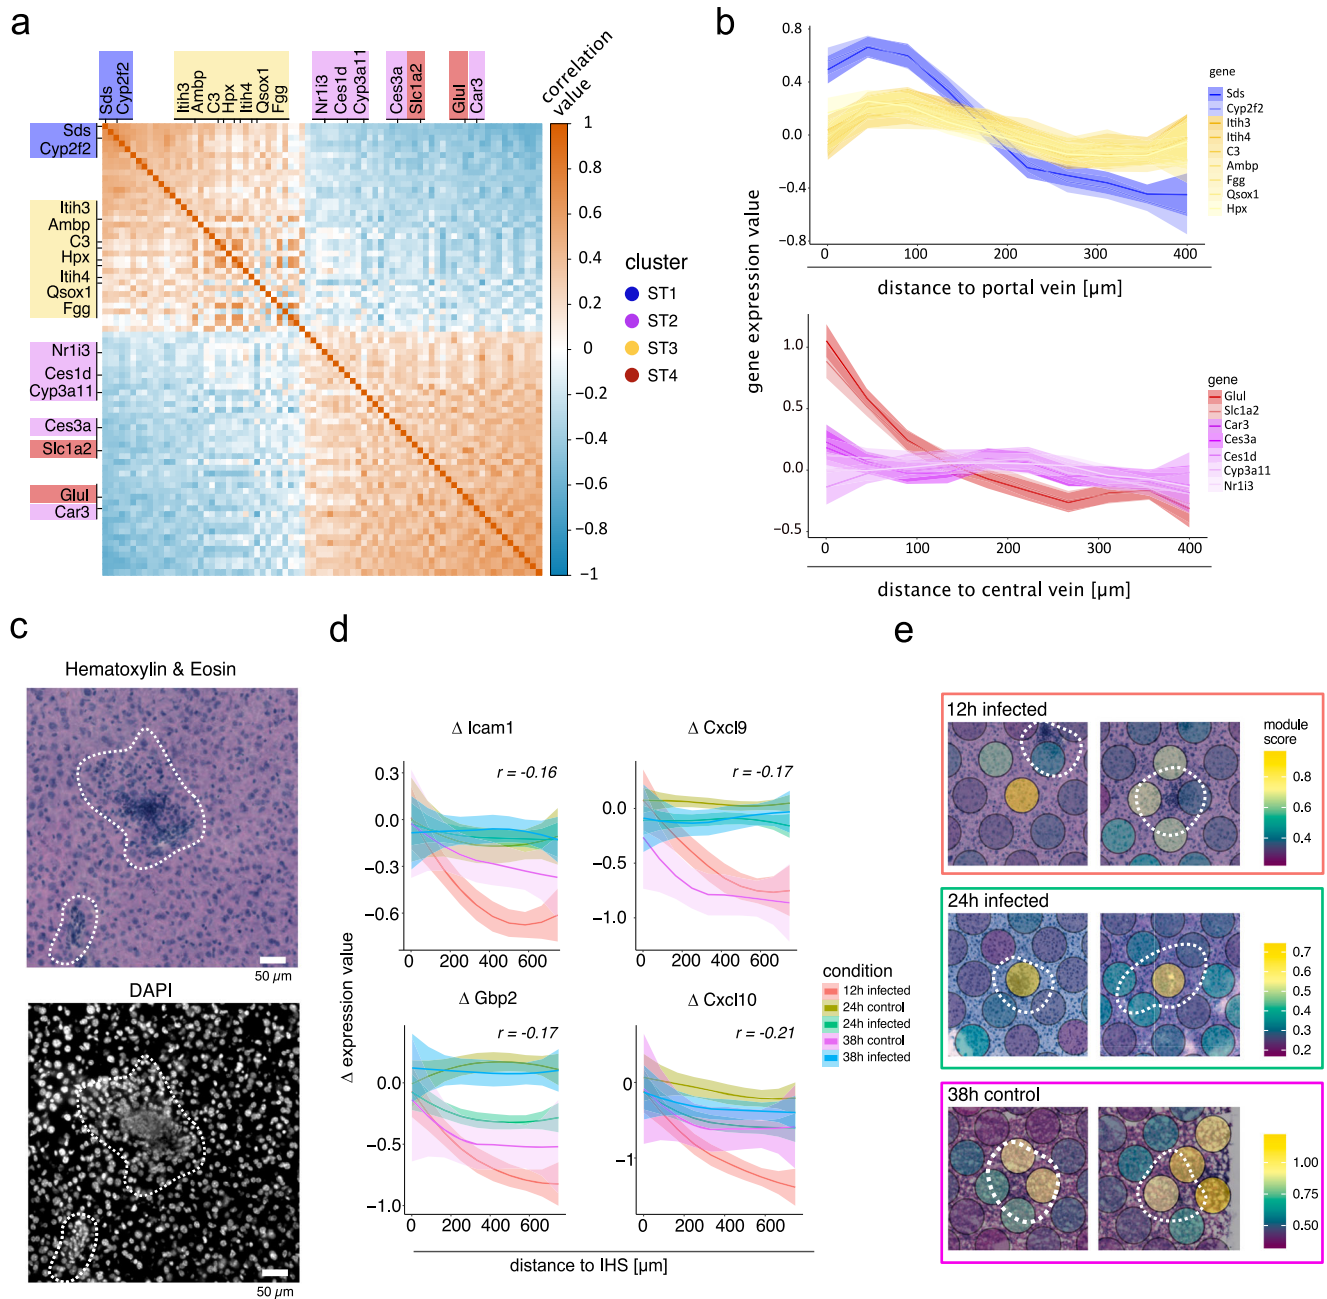 a
Sds
Cyp2f2
Itih3
Ambp
C3
Hpx
Itih4
Qsox1
Fgg
Nr1i3
Ces1d
Cyp3a11
Ces3a
Slc1a2
Glul
Car3
correlation
value
Sds
Cyp2f2
Itih3
Ambp
C3
Hpx
Itih4
Qsox1
Fgg
Nr1i3
Ces1d
Cyp3a11
Ces3a
Slc1a2
Glul
Car3
1
0.8
0.6
0.4
0.2
0
−0.2
−0.4
−0.6
−0.8
−1
cluster
ST1
ST2
ST3
ST4
b
gene expression value
0.8
0.4
0.0
−0.4
−0.8
0
100
200
300
400
distance to portal vein [µm]
gene
Sds
Cyp2f2
Itih3
Itih4
C3
Ambp
Fgg
Qsox1
Hpx
1.0
0.5
0.0
−0.5
0
100
200
300
400
distance to central vein [µm]
gene
Glul
Slc1a2
Car3
Ces3a
Ces1d
Cyp3a11
Nr1i3
c
Hematoxylin & Eosin
50 µm
DAPI
50 µm
d
Δ expression value
Δ Icam1
r = -0.16
0.3
0.0
−0.3
−0.6
0
200
400
600
Δ Cxcl9
r = -0.17
0.0
−0.5
−1.0
0
200
400
600
Δ Gbp2
r = -0.17
0.0
−0.5
−1.0
0
200
400
600
Δ Cxcl10
r = -0.21
0
−1
0
200
400
600
distance to IHS [µm]
condition
12h infected
24h control
24h infected
38h control
38h infected
e
12h infected
module
score
0.8
0.6
0.4
24h infected
0.7
0.6
0.5
0.4
0.3
0.2
38h control
1.00
0.75
0.50